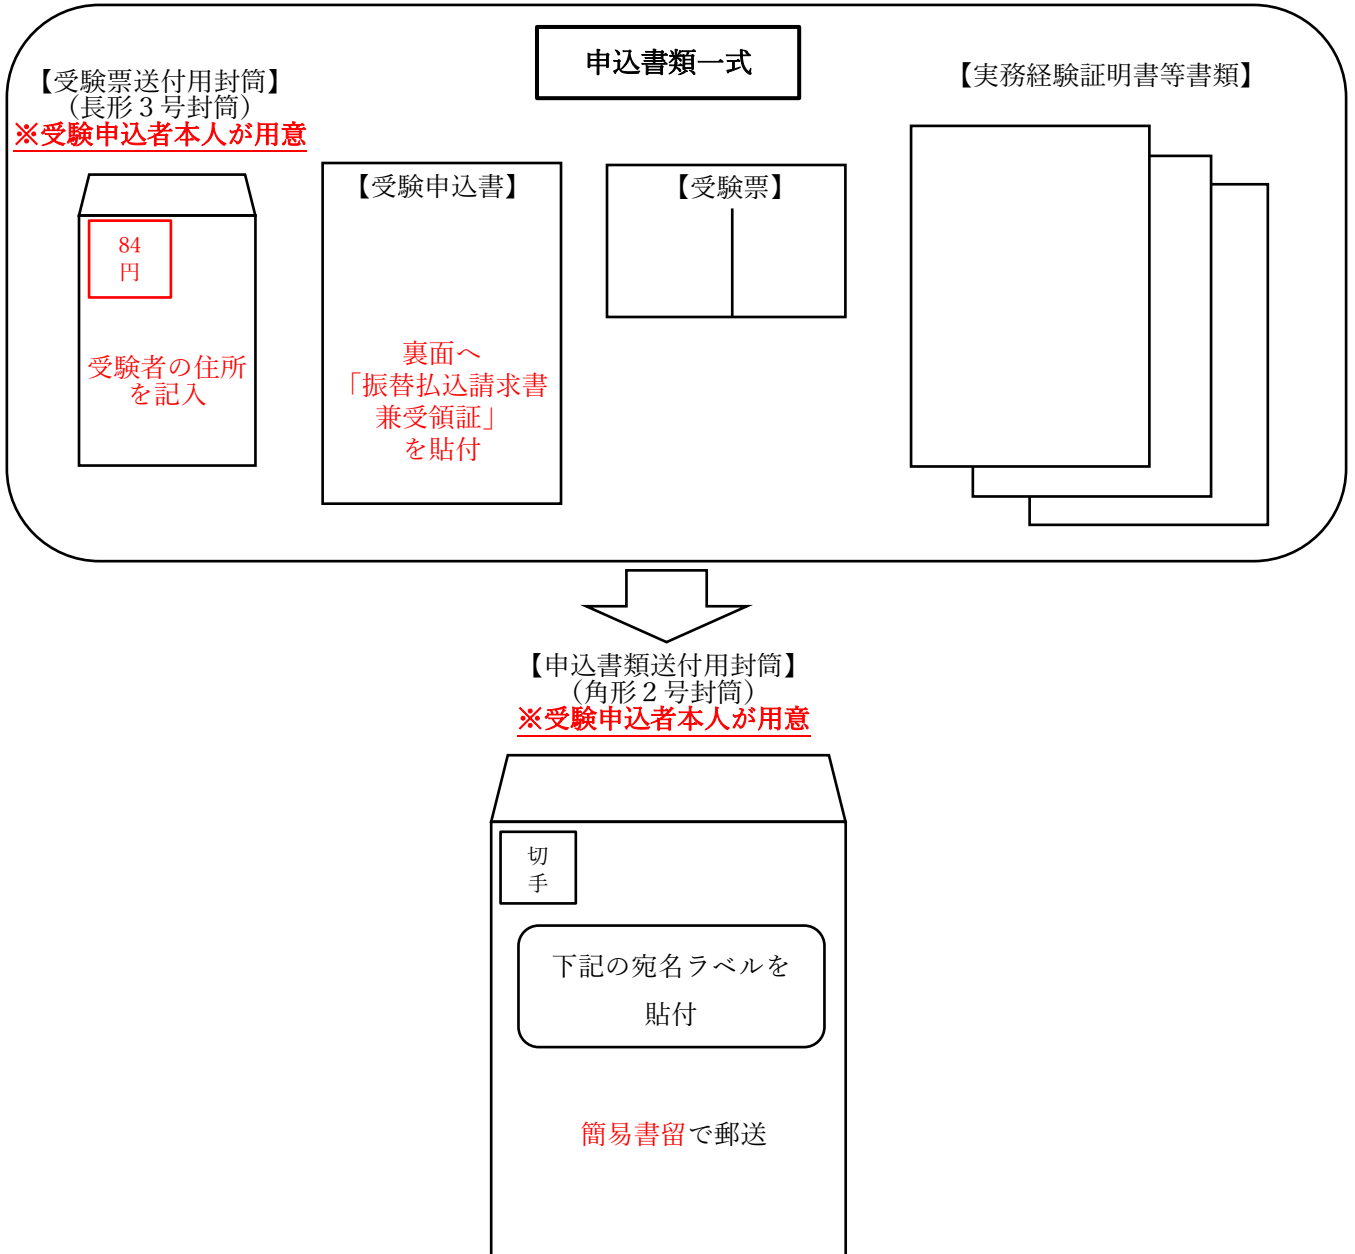 申込書類一式
【受験票送付用封筒】
（長形３号封筒）
※受験申込者本人が用意
84
円
受験者の住所
を記入
【受験申込書】
裏面へ
「振替払込請求書
兼受領証」
を貼付
【受験票】
【実務経験証明書等書類】
【申込書類送付用封筒】
（角形２号封筒）
※受験申込者本人が用意
切
手
下記の宛名ラベルを
貼付
簡易書留で郵送